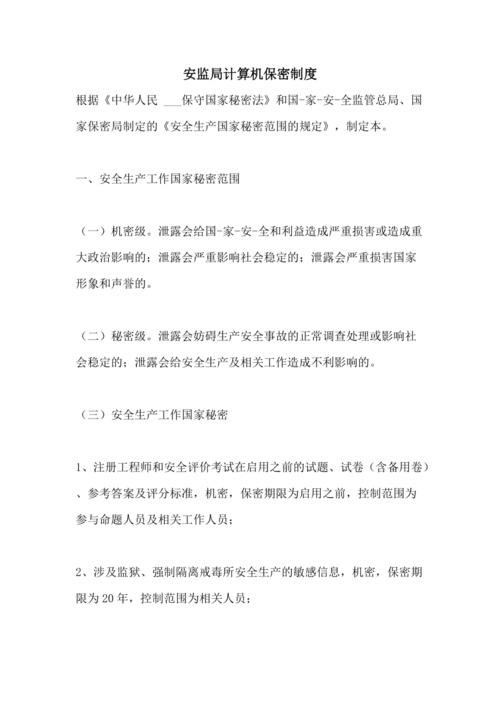 安监局计算机保密制度
根据《中华人民 ___保守国家秘密法》和国-家-安-全监管总局、国
家保密局制定的《安全生产国家秘密范围的规定》，制定本。
一、安全生产工作国家秘密范围
（一）机密级。泄露会给国-家-安-全和利益造成严重损害或造成重
大政治影响的；泄露会严重影响社会稳定的；泄露会严重损害国家
形象和声誉的。
（二）秘密级。泄露会妨碍生产安全事故的正常调查处理或影响社
会稳定的；泄露会给安全生产及相关工作造成不利影响的。
（三）安全生产工作国家秘密
1、注册工程师和安全评价考试在启用之前的试题、试卷（含备用卷）
、参考答案及评分标准，机密，保密期限为启用之前，控制范围为
参与命题人员及相关工作人员；
2、涉及监狱、强制隔离戒毒所安全生产的敏感信息，机密，保密期
限为 20 年，控制范围为相关人员；